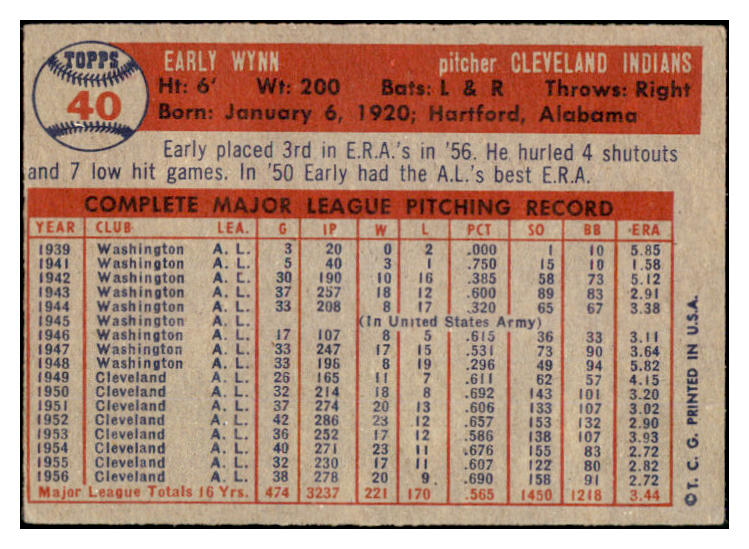 TOPPS
40
EARLY WYNN pitcher CLEVELAND INDIANS
Ht: 6' Wt: 200 Bats: L & R Throws: Right
Born: January 6, 1920; Hartford, Alabama
Early placed 3rd in E.R.A.'s in '56. He hurled 4 shutouts
and 7 low hit games. In '50 Early had the A.L.'s best E.R.A.
COMPLETE MAJOR LEAGUE PITCHING RECORD
YEAR CLUB LEA. G IP W L PCT SO BB ERA
1939 Washington A. L. 3 20 0 2 .000 1 10 5.85
1941 Washington A. L. 5 40 3 1 .750 15 10 1.58
1942 Washington A. L. 30 190 10 16 .385 58 73 5.12
1943 Washington A. L. 37 257 18 12 .600 89 83 2.91
1944 Washington A. L. 33 208 8 17 .320 65 67 3.38
1945 Washington A. L. (In United States Army)
1946 Washington A. L. 17 107 8 5 .615 36 33 3.11
1947 Washington A. L. 33 247 17 15 .531 73 90 3.64
1948 Washington A. L. 33 198 8 19 .296 49 94 5.82
1949 Cleveland A. L. 26 165 11 7 .611 62 57 4.15
1950 Cleveland A. L. 32 214 18 8 .692 143 101 3.20
1951 Cleveland A. L. 37 274 20 13 .606 133 107 3.02
1952 Cleveland A. L. 42 286 23 12 .657 153 132 2.90
1953 Cleveland A. L. 36 252 17 12 .586 138 107 3.93
1954 Cleveland A. L. 40 271 23 11 .676 155 83 2.72
1955 Cleveland A. L. 32 230 17 11 .607 122 80 2.82
1956 Cleveland A. L. 38 278 20 9 .690 158 91 2.72
Major League Totals 16 Yrs. 474 3237 221 170 .565 1450 1218 3.44
© T. C. G. PRINTED IN U.S.A.